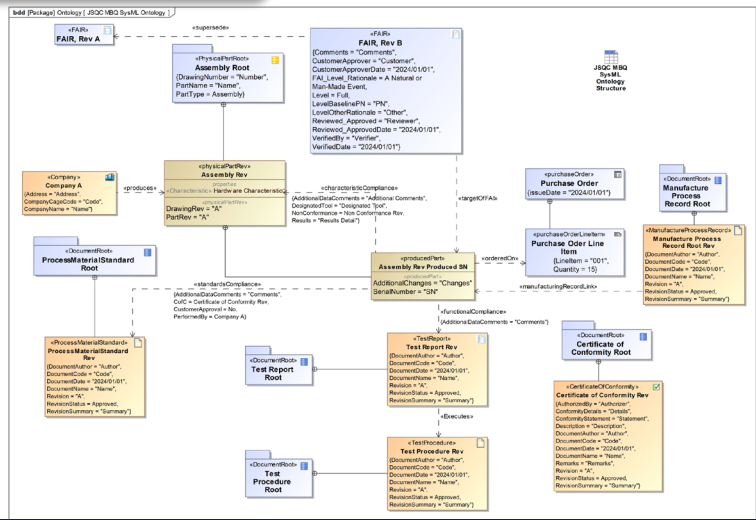 bdd [Package] Ontology [ JSQC MBQ SysML Ontology ]
«FAIR»
FAIR, Rev A
«supersede»
«FAIR»
FAIR, Rev B
{Comments = "Comments",
CustomerApprover = "Customer",
CustomerApproverDate = "2024/01/01",
FAI_Level_Rationale = A Natural or
Man-Made Event,
Level = Full,
LevelBaselinePN = "PN",
LevelOtherRationale = "Other",
Reviewed_Approved = "Reviewer",
Reviewed_ApprovedDate = "2024/01/01",
VerifiedBy = "Verifier",
VerifiedDate = "2024/01/01"}
JSQC MBQ
SysML
Ontology
Structure
«PhysicalPartRoot»
Assembly Root
{DrawingNumber = "Number",
PartName = "Name",
PartType = Assembly}
«Company»
Company A
{Address = "Address",
CompanyCageCode = "Code",
CompanyName = "Name"}
«produces»
«physicalPartRev»
Assembly Rev
properties
«Characteristic» Hardware Characteristic
«physicalPartRev»
DrawingRev = "A"
PartRev = "A"
«characteristicCompliance»
{AdditionalDataComments = "Additional Comments",
DesignatedTool = "Designated Tool",
NonConformance = Non Conformance Rev,
Results = "Results Detail"}
«targetOfFAI»
«purchaseOrder»
Purchase Order
{issueDate = "2024/01/01"}
«purchaseOrderLineItem»
Purchase Oder Line
Item
{LineItem = "001",
Quantity = 15}
«orderedOn»
«DocumentRoot»
Manufacture
Process
Record Root
«ManufactureProcessRecord»
Manufacture Process
Record Root Rev
{DocumentAuthor = "Author",
DocumentCode = "Code",
DocumentDate = "2024/01/01",
DocumentName = "Name",
Revision = "A",
RevisionStatus = Approved,
RevisionSummary = "Summary"}
«manufacturingRecordLink»
«producedPart»
Assembly Rev Produced SN
«producedPart»
AdditionalChanges = "Changes"
SerialNumber = "SN"
«DocumentRoot»
ProcessMaterialStandard
Root
«standardsCompliance»
{AdditionalDataComment = "Comments",
CofC = Certificate of Conformity Rev,
CustomerApproval = No,
PerformedBy = Company A}
«ProcessMaterialStandard»
ProcessMaterialStandard
Rev
{DocumentAuthor = "Author",
DocumentCode = "Code",
DocumentDate = "2024/01/01",
DocumentName = "Name",
Revision = "A",
RevisionStatus = Approved,
RevisionSummary = "Summary"}
«functionalCompliance»
{AdditionalDataComments = "Comments"}
«DocumentRoot»
Test Report
Root
«TestReport»
Test Report Rev
{DocumentAuthor = "Author",
DocumentCode = "Code",
DocumentDate = "2024/01/01",
DocumentName = "Name",
Revision = "A",
RevisionStatus = Approved,
RevisionSummary = "Summary"}
«Executes»
«DocumentRoot»
Test
Procedure
Root
«TestProcedure»
Test Procedure Rev
{DocumentAuthor = "Author",
DocumentCode = "Code",
DocumentDate = "2024/01/01",
DocumentName = "Name",
Revision = "A",
RevisionStatus = Approved,
RevisionSummary = "Summary"}
«DocumentRoot»
Certificate of
Conformity Root
«CertificateOfConformity»
Certificate of Conformity Rev
{AuthorizedBy = "Authorizer",
ConformityDetails = "Details",
ConformityStatement = "Statement",
Description = "Description",
DocumentAuthor = "Author",
DocumentCode = "Code",
DocumentDate = "2024/01/01",
DocumentName = "Name",
Remarks = "Remarks",
Revision = "A",
RevisionStatus = Approved,
RevisionSummary = "Summary"}